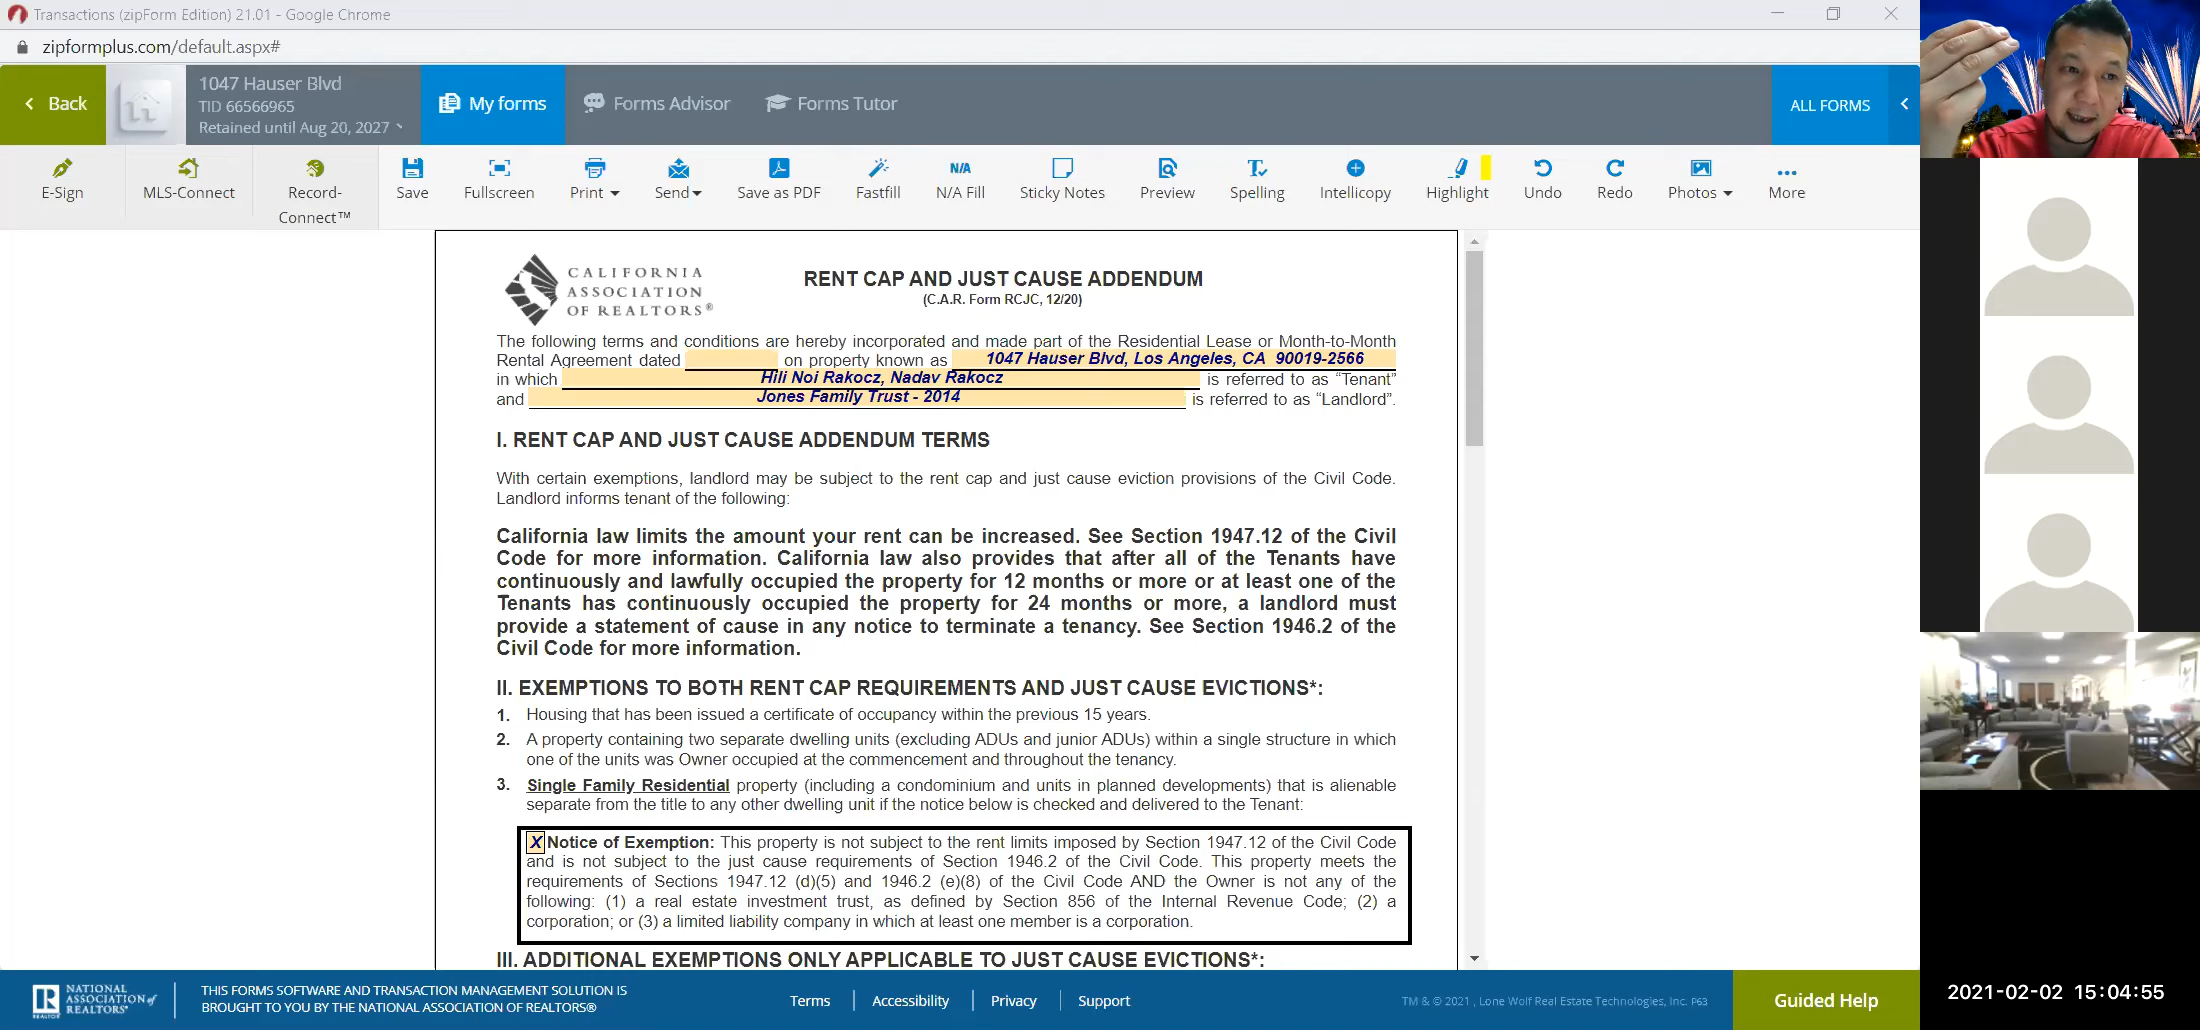 Transactions (zipForm Edition) 21.01 - Google Chrome
zipformplus.com/default.aspx#
Back
1047 Hauser Blvd
TID 66566965
Retained until Aug 20, 2027
My forms
Forms Advisor
Forms Tutor
ALL FORMS
E-Sign
MLS-Connect
Record-
Connect™
Save
Fullscreen
Print
Send
Save as PDF
Fastfill
N/A
N/A Fill
Sticky Notes
Preview
Spelling
Intellicopy
Highlight
Undo
Redo
Photos
More
CALIFORNIA
ASSOCIATION
OF REALTORS®
RENT CAP AND JUST CAUSE ADDENDUM
(C.A.R. Form RCJC, 12/20)
The following terms and conditions are hereby incorporated and made part of the Residential Lease or Month-to-Month
Rental Agreement dated on property known as 1047 Hauser Blvd, Los Angeles, CA 90019-2566
in which Hili Noi Rakocz, Nadav Rakocz is referred to as “Tenant”
and Jones Family Trust - 2014 is referred to as “Landlord”.
I. RENT CAP AND JUST CAUSE ADDENDUM TERMS
With certain exemptions, landlord may be subject to the rent cap and just cause eviction provisions of the Civil Code.
Landlord informs tenant of the following:
California law limits the amount your rent can be increased. See Section 1947.12 of the Civil
Code for more information. California law also provides that after all of the Tenants have
continuously and lawfully occupied the property for 12 months or more or at least one of the
Tenants has continuously occupied the property for 24 months or more, a landlord must
provide a statement of cause in any notice to terminate a tenancy. See Section 1946.2 of the
Civil Code for more information.
II. EXEMPTIONS TO BOTH RENT CAP REQUIREMENTS AND JUST CAUSE EVICTIONS*:
1. Housing that has been issued a certificate of occupancy within the previous 15 years.
2. A property containing two separate dwelling units (excluding ADUs and junior ADUs) within a single structure in which
one of the units was Owner occupied at the commencement and throughout the tenancy.
3. Single Family Residential property (including a condominium and units in planned developments) that is alienable
separate from the title to any other dwelling unit if the notice below is checked and delivered to the Tenant:
X Notice of Exemption: This property is not subject to the rent limits imposed by Section 1947.12 of the Civil Code
and is not subject to the just cause requirements of Section 1946.2 of the Civil Code. This property meets the
requirements of Sections 1947.12 (d)(5) and 1946.2 (e)(8) of the Civil Code AND the Owner is not any of the
following: (1) a real estate investment trust, as defined by Section 856 of the Internal Revenue Code; (2) a
corporation; or (3) a limited liability company in which at least one member is a corporation.
III. ADDITIONAL EXEMPTIONS ONLY APPLICABLE TO JUST CAUSE EVICTIONS*:
R
REALTOR
NATIONAL
ASSOCIATION of
REALTORS®
THIS FORMS SOFTWARE AND TRANSACTION MANAGEMENT SOLUTION IS
BROUGHT TO YOU BY THE NATIONAL ASSOCIATION OF REALTORS®
Terms
Accessibility
Privacy
Support
TM & © 2021 , Lone Wolf Real Estate Technologies, Inc. P63
Guided Help
2021-02-02 15:04:55